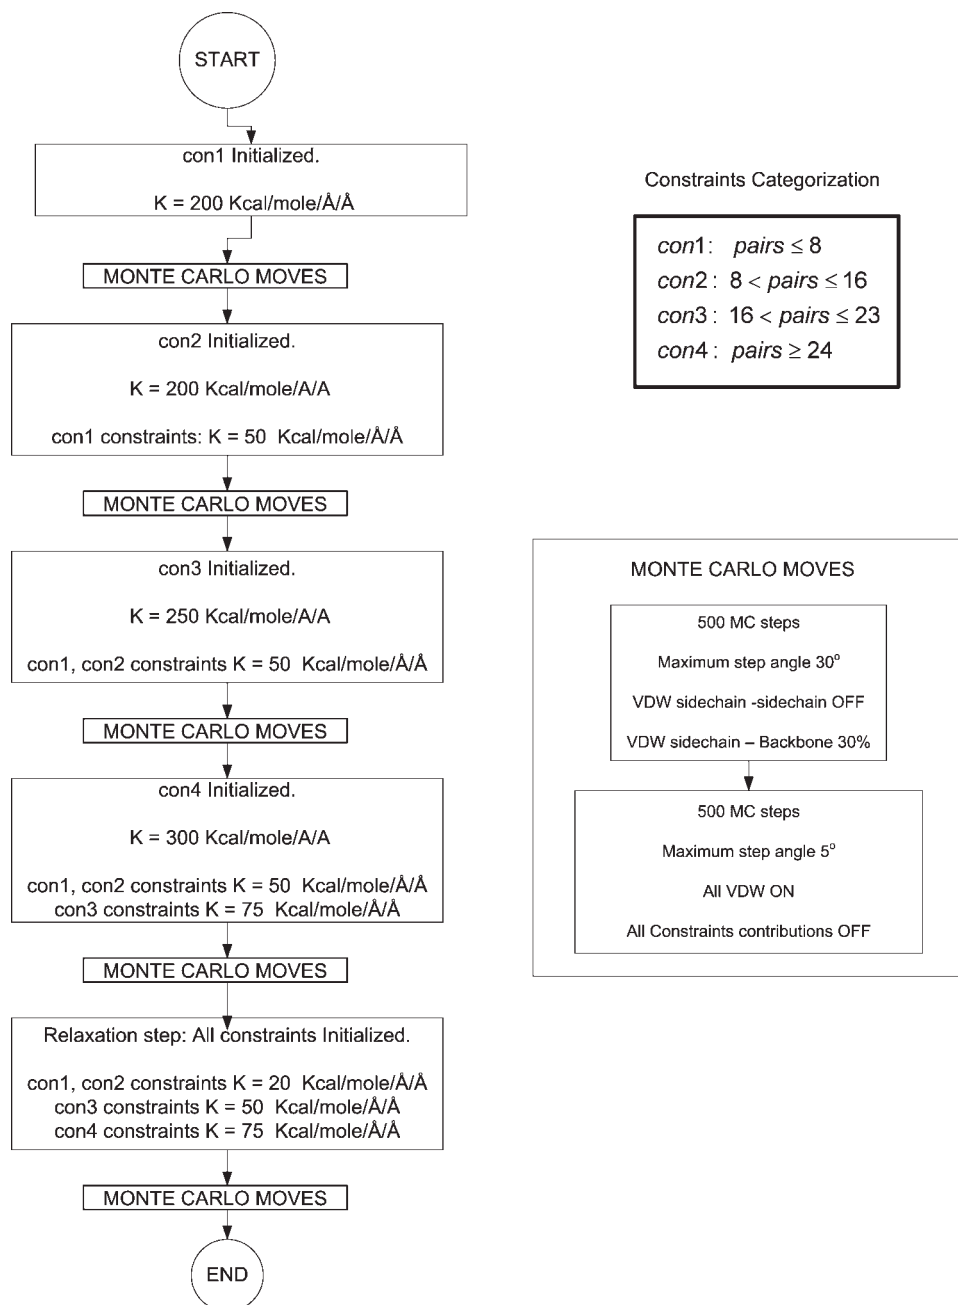 START
con1 Initialized.
K = 200 Kcal/mole/Å/Å
MONTE CARLO MOVES
con2 Initialized.
K = 200 Kcal/mole/A/A
con1 constraints: K = 50 Kcal/mole/Å/Å
MONTE CARLO MOVES
con3 Initialized.
K = 250 Kcal/mole/A/A
con1, con2 constraints K = 50 Kcal/mole/Å/Å
MONTE CARLO MOVES
con4 Initialized.
K = 300 Kcal/mole/A/A
con1, con2 constraints K = 50 Kcal/mole/Å/Å
con3 constraints K = 75 Kcal/mole/Å/Å
MONTE CARLO MOVES
Relaxation step: All constraints Initialized.
con1, con2 constraints K = 20 Kcal/mole/Å/Å
con3 constraints K = 50 Kcal/mole/Å/Å
con4 constraints K = 75 Kcal/mole/Å/Å
MONTE CARLO MOVES
END
Constraints Categorization
con1: pairs ≤ 8
con2: 8 < pairs ≤ 16
con3: 16 < pairs ≤ 23
con4: pairs ≥ 24
MONTE CARLO MOVES
500 MC steps
Maximum step angle 30°
VDW sidechain -sidechain OFF
VDW sidechain – Backbone 30%
500 MC steps
Maximum step angle 5°
All VDW ON
All Constraints contributions OFF